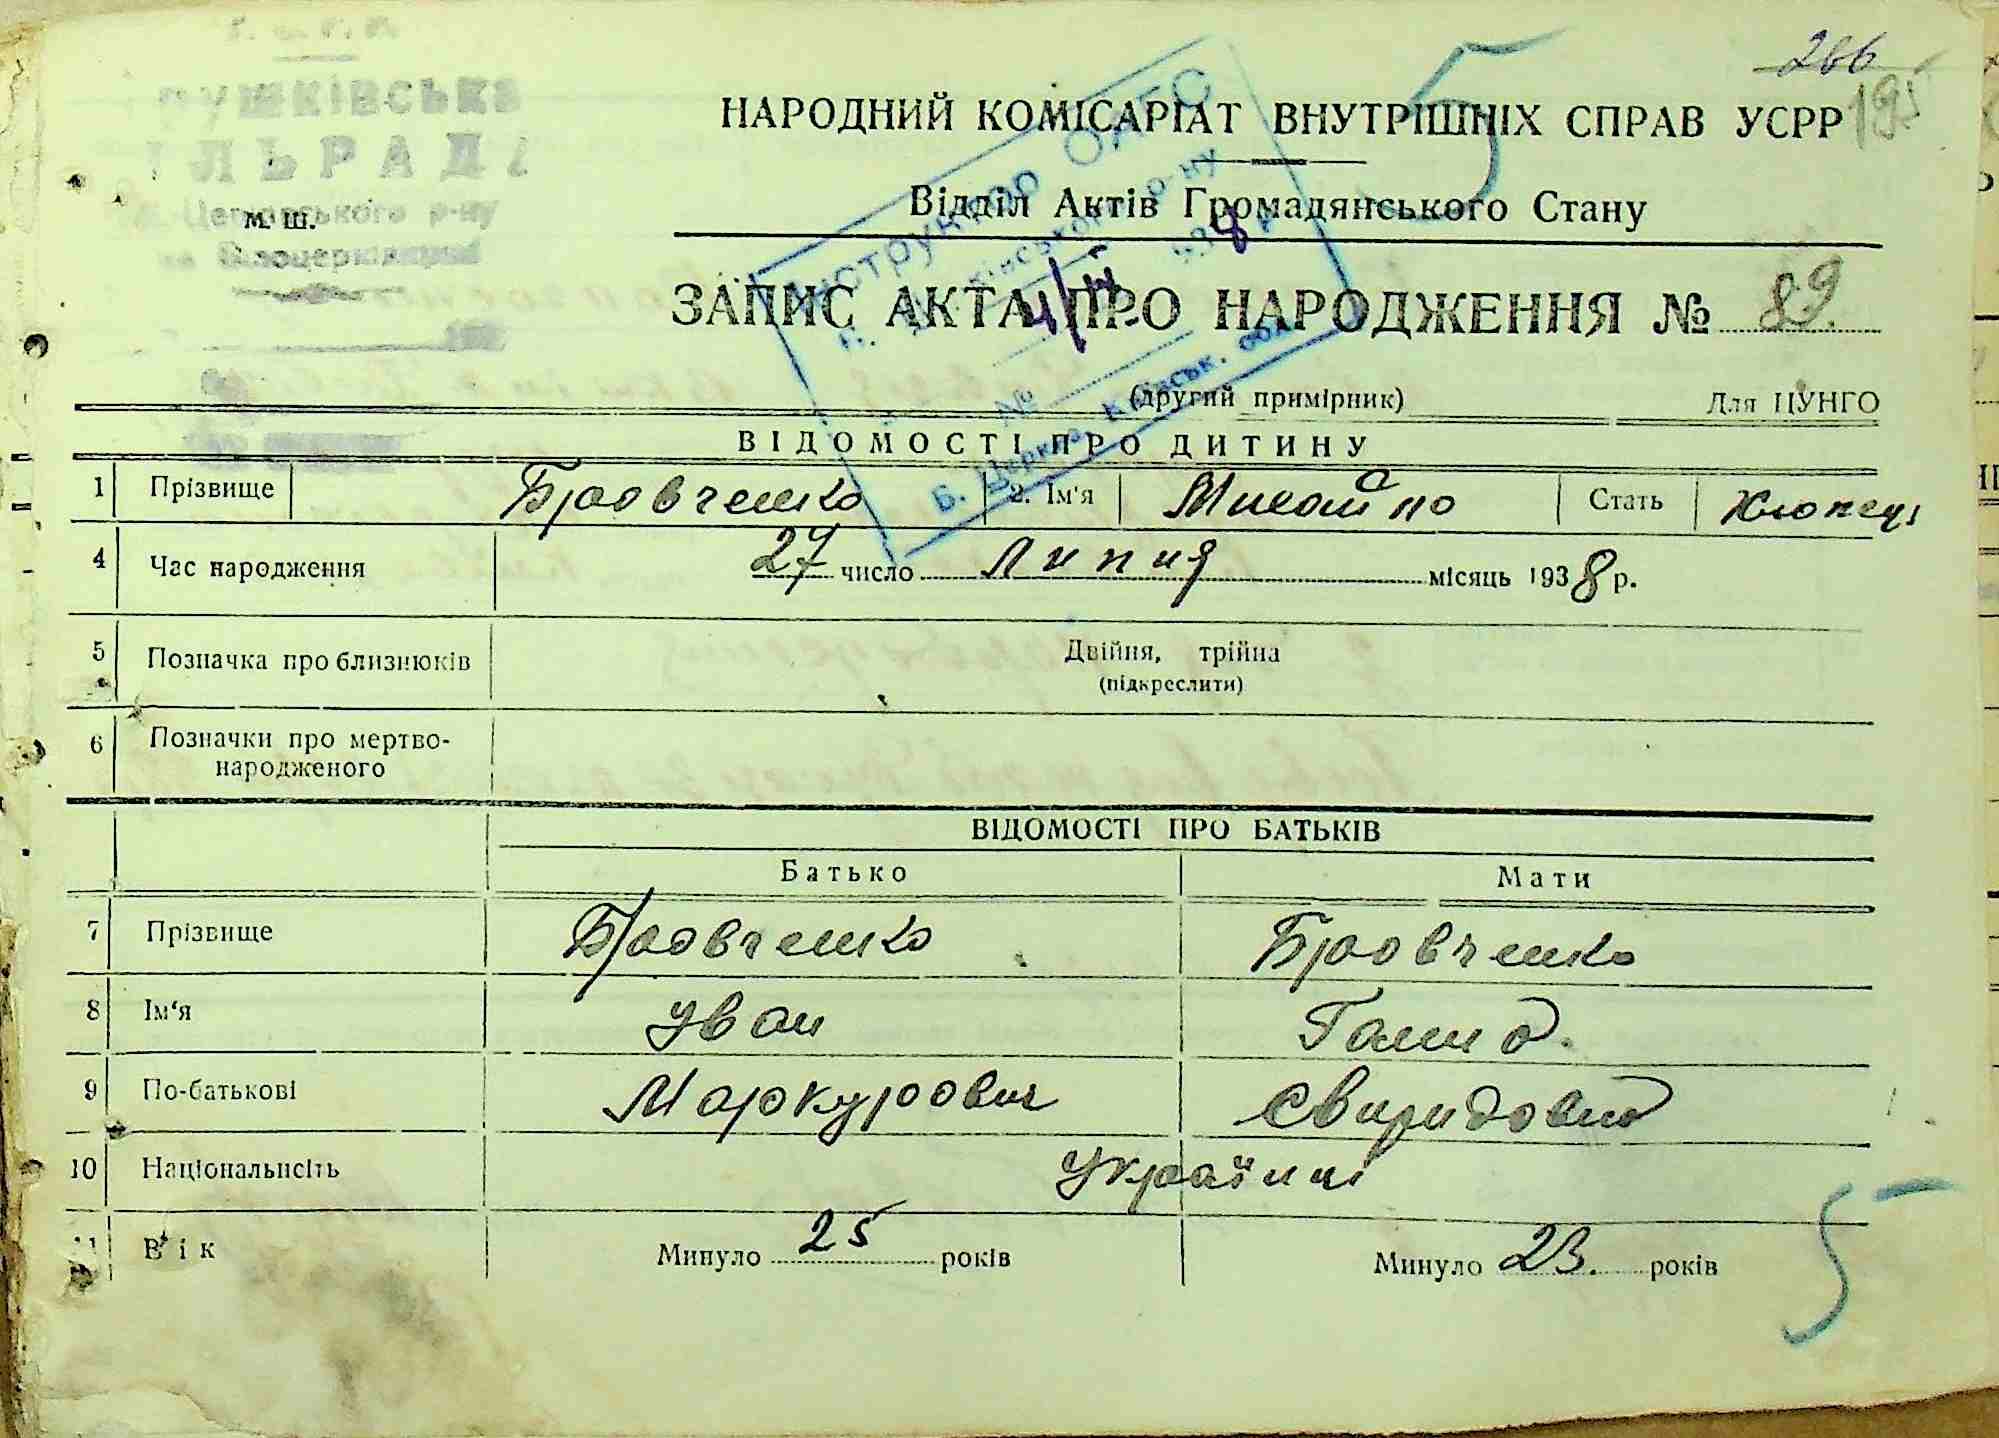 266
195
5
М. Ш.
НАРОДНИЙ КОМІСАРІАТ ВНУТРІШНІХ СПРАВ УСРР
Відділ Актів Громадянського Стану
ЗАПИС АКТА ПРО НАРОДЖЕННЯ № 89.
(другий примірник) Для ЦУНГО
ВІДОМОСТІ ПРО ДИТИНУ
1 Прізвище Бровченко 2. Ім'я Михайло Стать Хлопець
4 Час народження 27 число Липня місяць 1938 р.
5 Позначка про близнюків Двійня, трійна
(підкреслити)
6 Позначки про мертво-
народженого
ВІДОМОСТІ ПРО БАТЬКІВ
Батько Мати
7 Прізвище Бровченко Бровченко
8 Ім'я Іван Ганна.
9 По-батькові Маркурович Свиридовна
10 Національність Українці
11 Вік Минуло 25 років Минуло 23. років
5